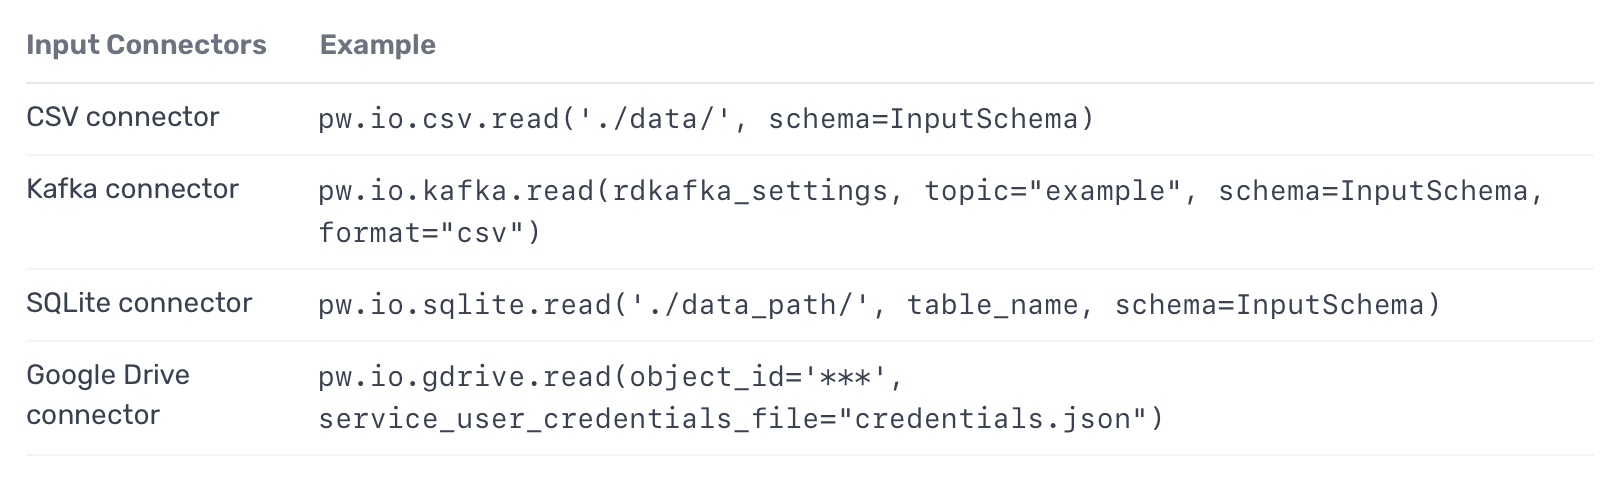 Input Connectors Example
CSV connector pw.io.csv.read('./data/', schema=InputSchema)
Kafka connector pw.io.kafka.read(rdkafka_settings, topic="example", schema=InputSchema,
format="csv")
SQLite connector pw.io.sqlite.read('./data_path/', table_name, schema=InputSchema)
Google Drive pw.io.gdrive.read(object_id='***',
connector service_user_credentials_file="credentials.json")